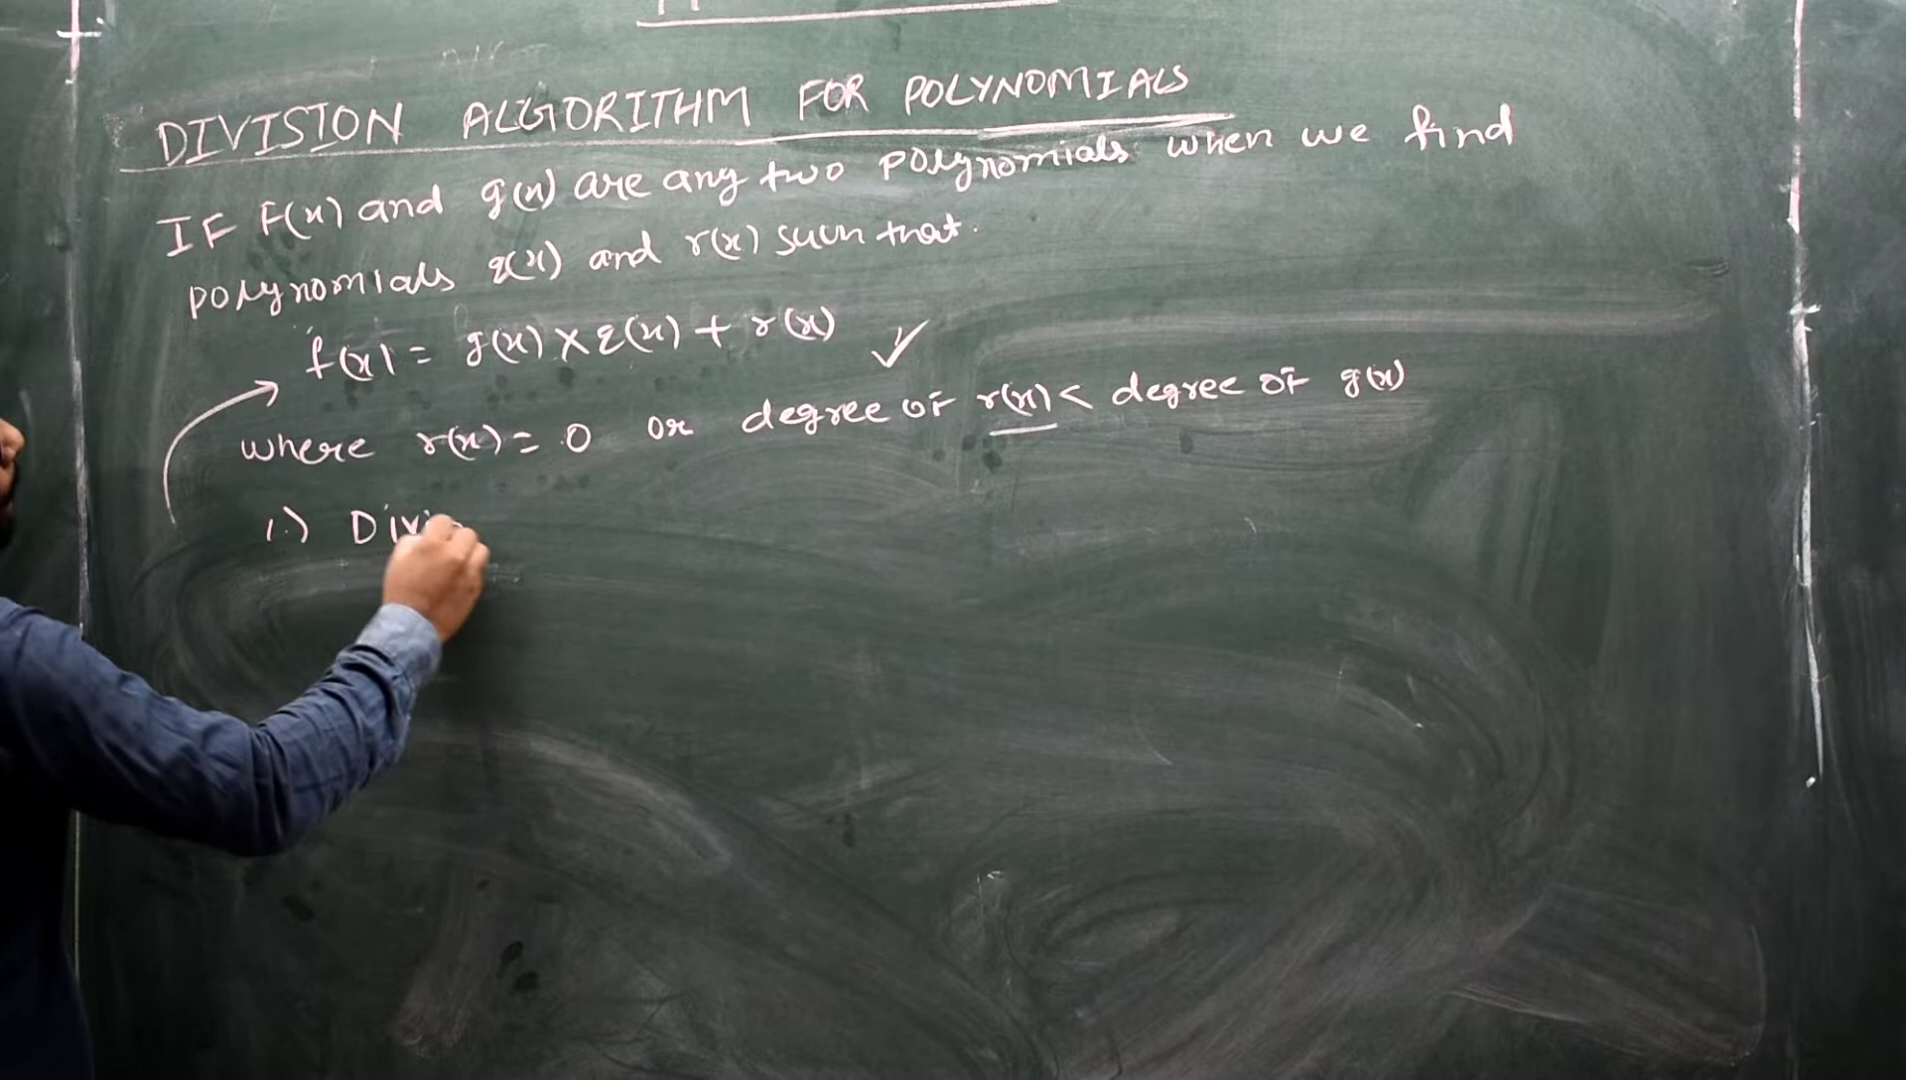 DIVISION ALGORITHM FOR POLYNOMIALS
IF F(x) and g(x) are any two polynomials when we find
polynomials q(x) and r(x) such that.
f(x) = g(x) × q(x) + r(x)
where r(x) = 0 or degree of r(x) < degree of g(x)
1.) Divi